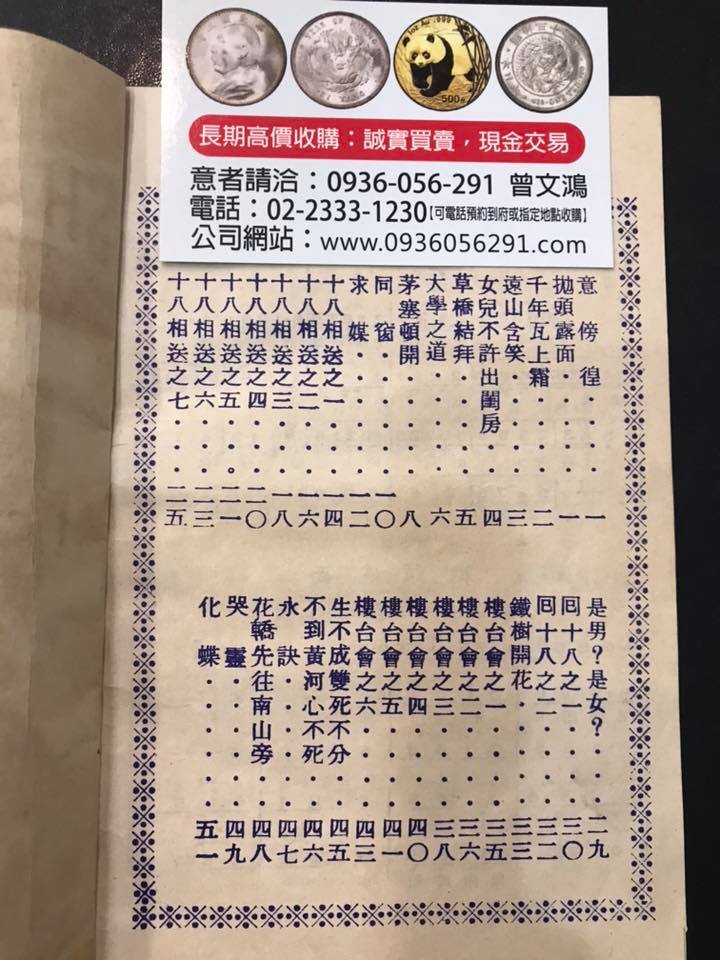 1oz Au .999
500元
長期高價收購：誠實買賣，現金交易
意者請洽：0936-056-291 曾文鴻
電話：02-2333-1230【可電話預約到府或指定地點收購】
公司網站：www.0936056291.com
意徬徨......一
拋頭露面......一
千年瓦上霜......二
遠山含笑......三
女兒不許出閨房..四
草橋結拜......五
大學之道......六
茅塞頓開......八
同窗......一〇
求媒......一二
十八相送之一...一四
十八相送之二...一六
十八相送之三...一八
十八相送之四...二〇
十八相送之五...二一
十八相送之六...二三
十八相送之七...二五
是男？是女？...二九
囘十八之一....三〇
囘十八之二....三二
鐵樹開花.....三三
樓台會之一....三五
樓台會之二....三六
樓台會之三....三八
樓台會之四....四〇
樓台會之五....四一
樓台會之六....四三
生不成雙死不分..四五
不到黃河心不死..四六
永訣......四七
花轎先往南山旁..四八
哭靈......四九
化蝶......五一